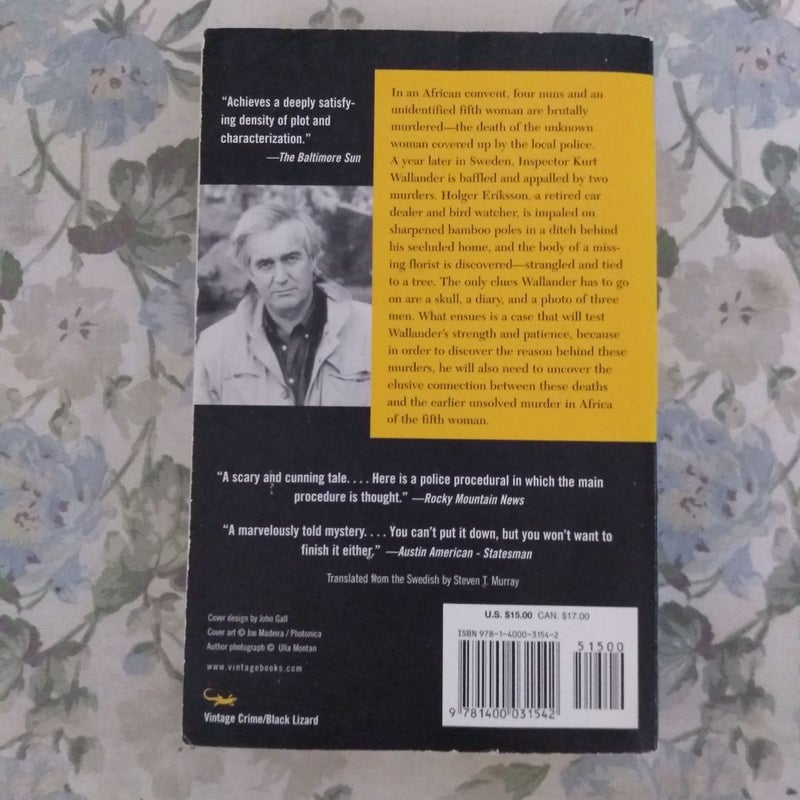 “Achieves a deeply satisfy-
ing density of plot and
characterization.”
—The Baltimore Sun
In an African convent, four nuns and an
unidentified fifth woman are brutally
murdered—the death of the unknown
woman covered up by the local police.
A year later in Sweden, Inspector Kurt
Wallander is baffled and appalled by two
murders. Holger Eriksson, a retired car
dealer and bird watcher, is impaled on
sharpened bamboo poles in a ditch behind
his secluded home, and the body of a miss-
ing florist is discovered—strangled and tied
to a tree. The only clues Wallander has to go
on are a skull, a diary, and a photo of three
men. What ensues is a case that will test
Wallander’s strength and patience, because
in order to discover the reason behind these
murders, he will also need to uncover the
elusive connection between these deaths
and the earlier unsolved murder in Africa
of the fifth woman.
“A scary and cunning tale. . . . Here is a police procedural in which the main
procedure is thought.” —Rocky Mountain News
“A marvelously told mystery. . . . You can’t put it down, but you won’t want to
finish it either.” —Austin American - Statesman
Translated from the Swedish by Steven T. Murray
Cover design by John Gall
Cover art © Joe Madeira / Photonica
Author photograph © Ulla Montan
www.vintagebooks.com
Vintage Crime/Black Lizard
U.S. $15.00 CAN. $17.00
ISBN 978-1-4000-3154-2
51500
9 781400 031542